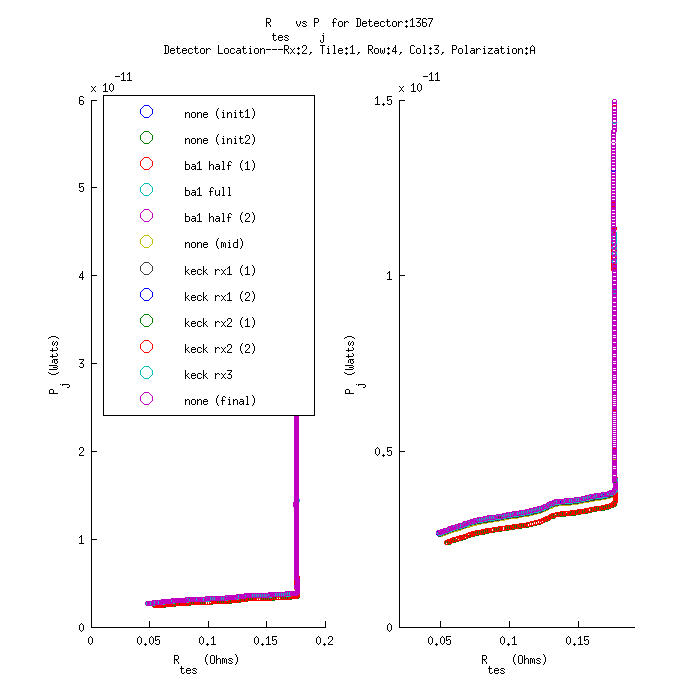 R tes vs P j for Detector:1367
Detector Location---Rx:2, Tile:1, Row:4, Col:3, Polarization:A
x 10-11
6
5
4
3
2
1
0
P j (Watts)
none (init1)
none (init2)
ba1 half (1)
ba1 full
ba1 half (2)
none (mid)
keck rx1 (1)
keck rx1 (2)
keck rx2 (1)
keck rx2 (2)
keck rx3
none (final)
0 0.05 0.1 0.15 0.2
R tes (Ohms)
x 10-11
1.5
1
0.5
0
P j (Watts)
0.05 0.1 0.15
R tes (Ohms)